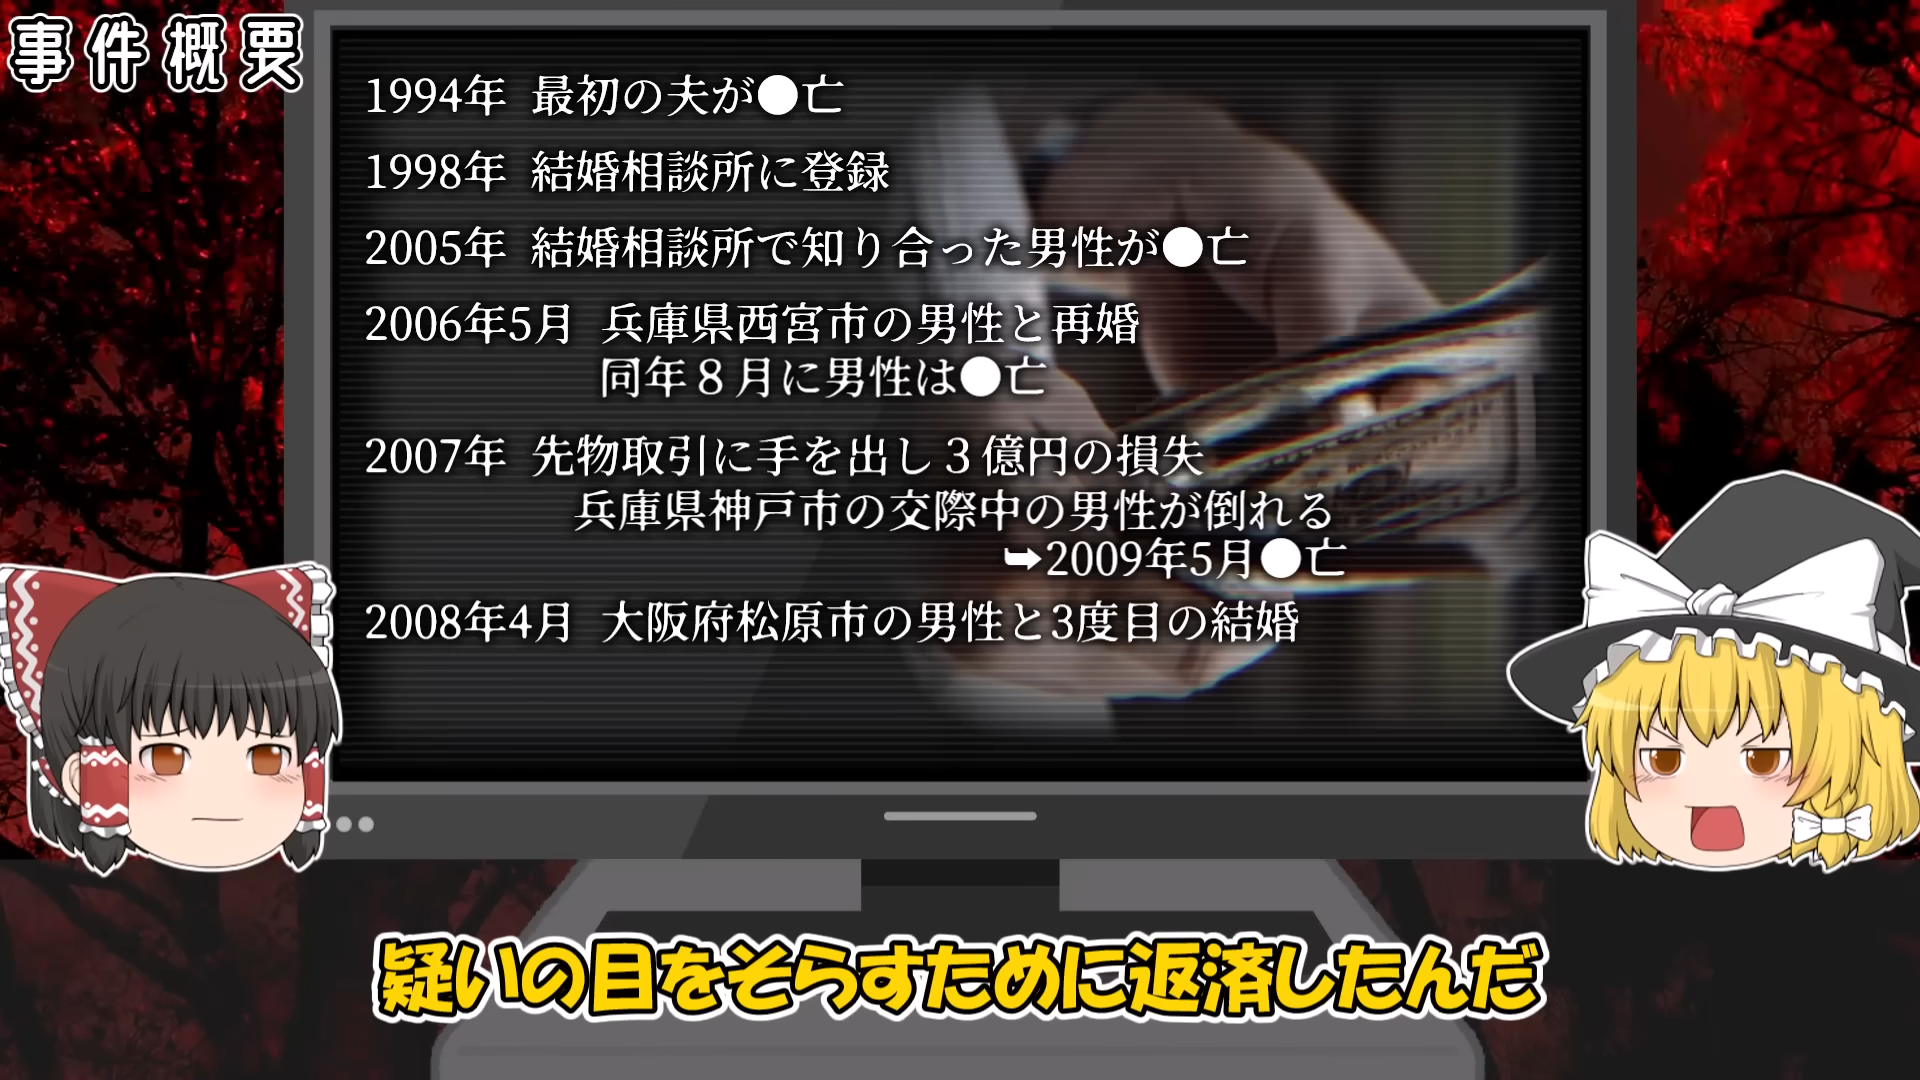 事件概要
1994年 最初の夫が●亡
1998年 結婚相談所に登録
2005年 結婚相談所で知り合った男性が●亡
2006年5月 兵庫県西宮市の男性と再婚
同年８月に男性は●亡
2007年 先物取引に手を出し３億円の損失
兵庫県神戸市の交際中の男性が倒れる
➥2009年5月●亡
2008年4月 大阪府松原市の男性と3度目の結婚
疑いの目をそらすために返済したんだ